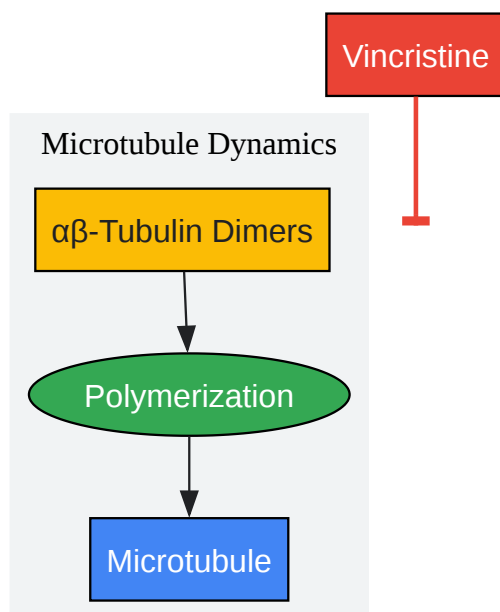 Vincristine
Microtubule Dynamics
αβ-Tubulin Dimers
Polymerization
Microtubule